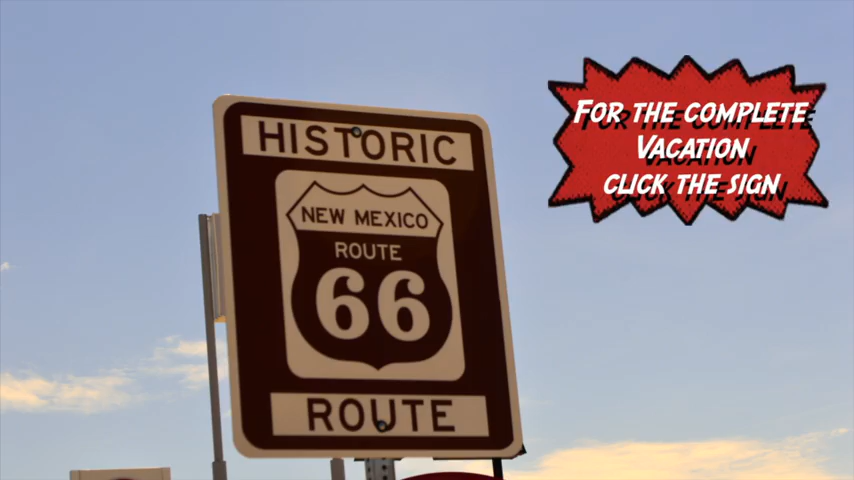 HISTORIC
NEW MEXICO
ROUTE
66
ROUTE
FOR THE COMPLETE
VACATION
CLICK THE SIGN